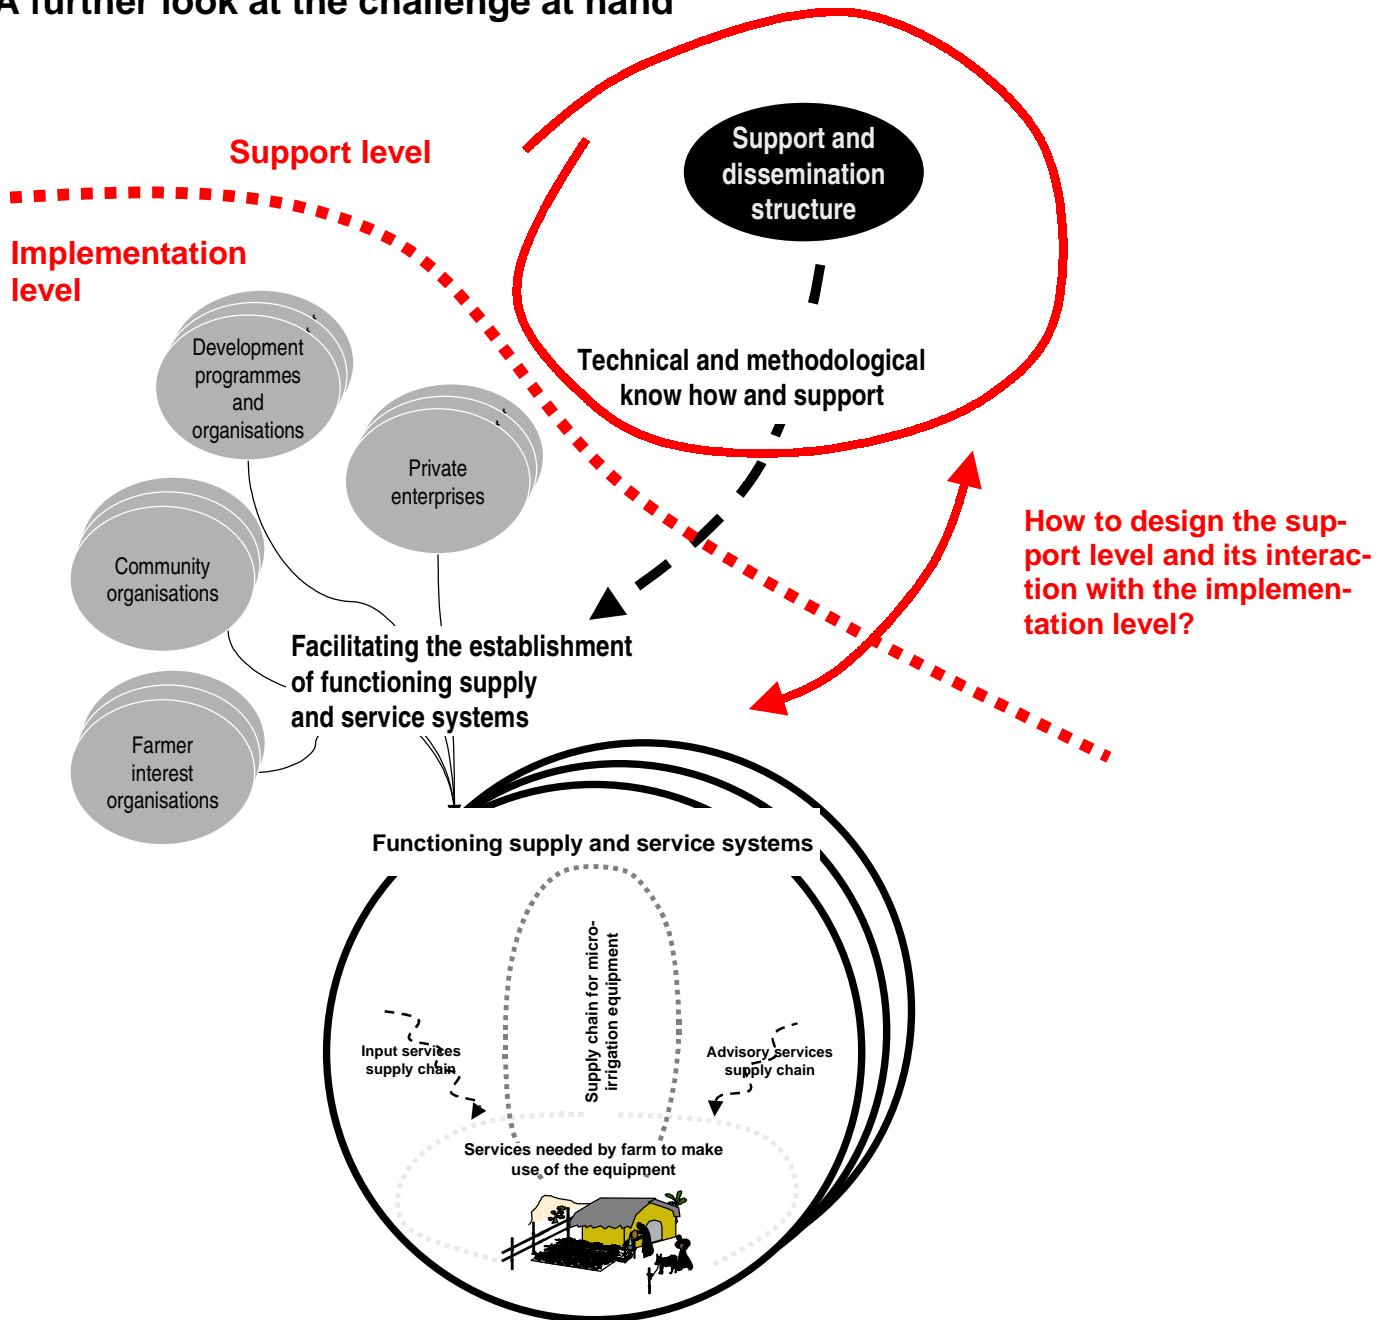 A further look at the challenge at hand
Support level
Support and
dissemination
structure
Implementation
level
Development
programmes
and
organisations
Technical and methodological
know how and support
Private
enterprises
Community
organisations
How to design the sup-
port level and its interac-
tion with the implemen-
tation level?
Facilitating the establishment
of functioning supply
and service systems
Farmer
interest
organisations
Functioning supply and service systems
Supply chain for micro-
irrigation equipment
Input services
supply chain
Advisory services
supply chain
Services needed by farm to make
use of the equipment